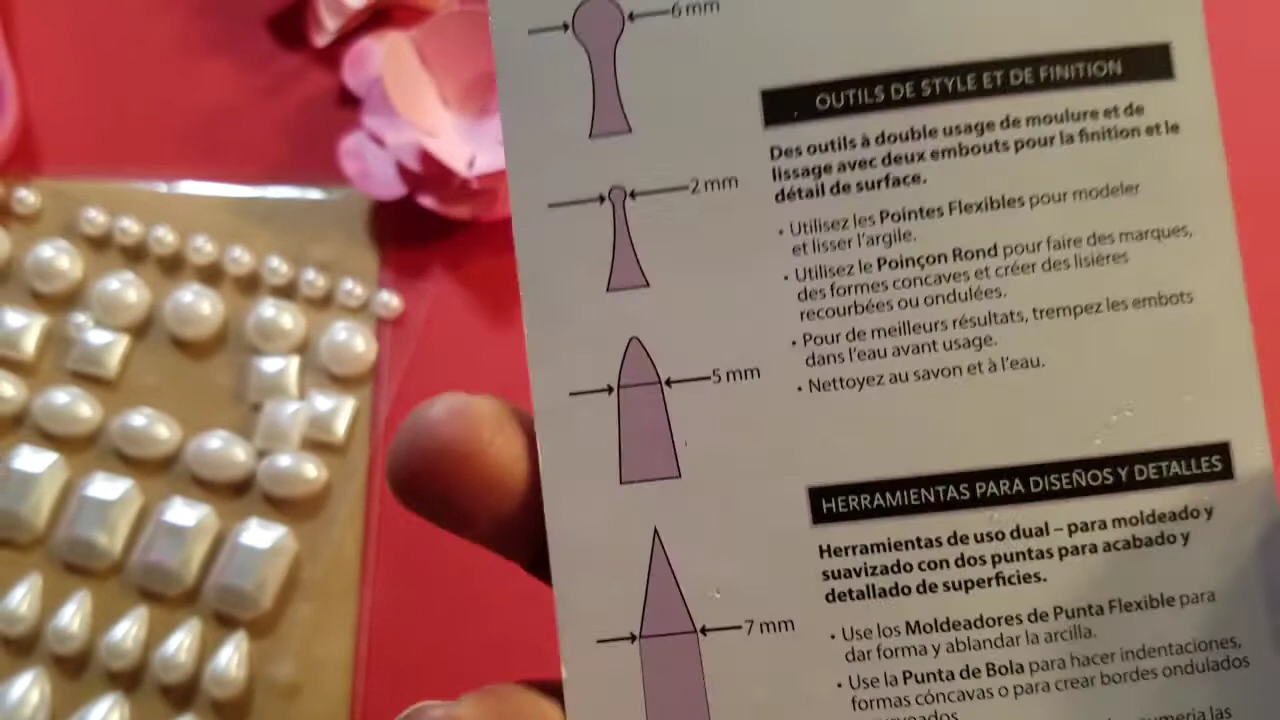 6 mm
2 mm
5 mm
7 mm
OUTILS DE STYLE ET DE FINITION
Des outils à double usage de moulure et de
lissage avec deux embouts pour la finition et le
détail de surface.
• Utilisez les Pointes Flexibles pour modeler
et lisser l'argile.
• Utilisez le Poinçon Rond pour faire des marques,
des formes concaves et créer des lisières
recourbées ou ondulées.
• Pour de meilleurs résultats, trempez les embots
dans l'eau avant usage.
• Nettoyez au savon et à l'eau.
HERRAMIENTAS PARA DISEÑOS Y DETALLES
Herramientas de uso dual – para moldeado y
suavizado con dos puntas para acabado y
detallado de superficies.
• Use los Moldeadores de Punta Flexible para
dar forma y ablandar la arcilla.
• Use la Punta de Bola para hacer indentaciones,
formas cóncavas o para crear bordes ondulados
las